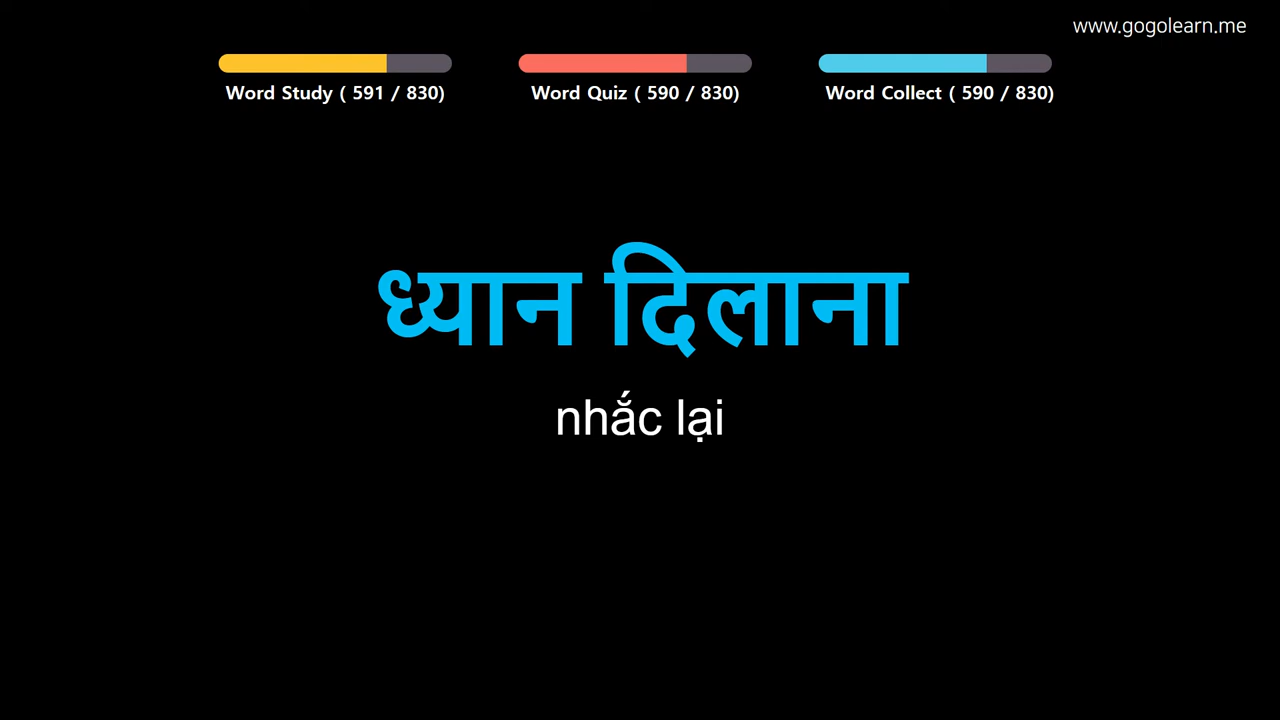 www.gogolearn.me
Word Study ( 591 / 830)
Word Quiz ( 590 / 830)
Word Collect ( 590 / 830)
ध्यान दिलाना
nhắc lại